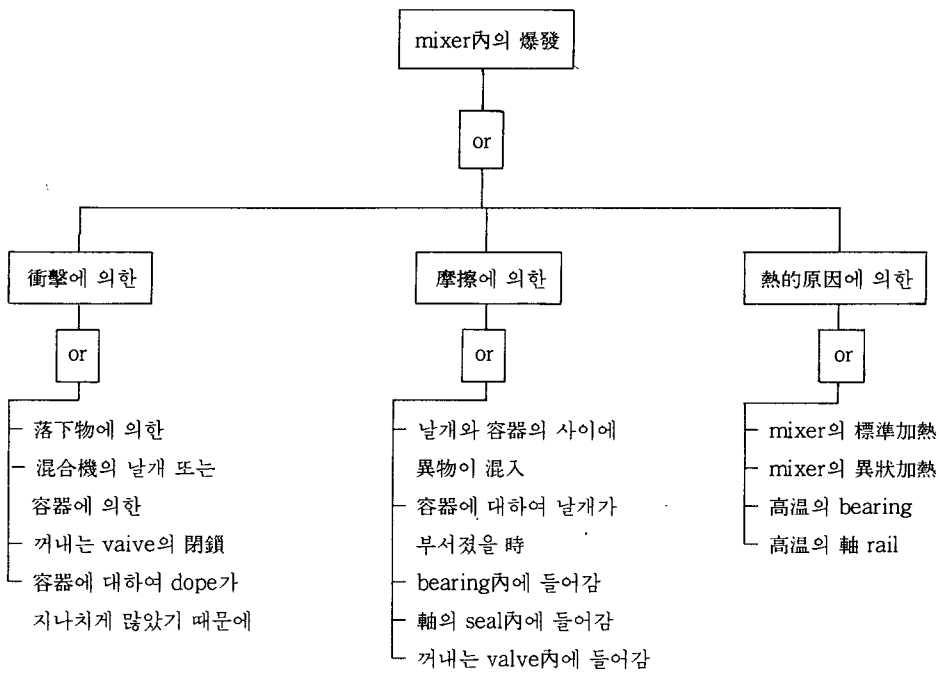 mixer內의 爆發
or
衝擊에 의한
or
落下物에 의한
混合機의 날개 또는
容器에 의한
꺼내는 vaive의 閉鎖
容器에 대하여 dope가
지나치게 많았기 때문에
摩擦에 의한
or
날개와 容器의 사이에
異物이 混入
容器에 대하여 날개가
부서졌을 時
bearing內에 들어감
軸의 seal內에 들어감
꺼내는 valve內에 들어감
熱的原因에 의한
or
mixer의 標準加熱
mixer의 異狀加熱
高温의 bearing
高温의 軸 rail